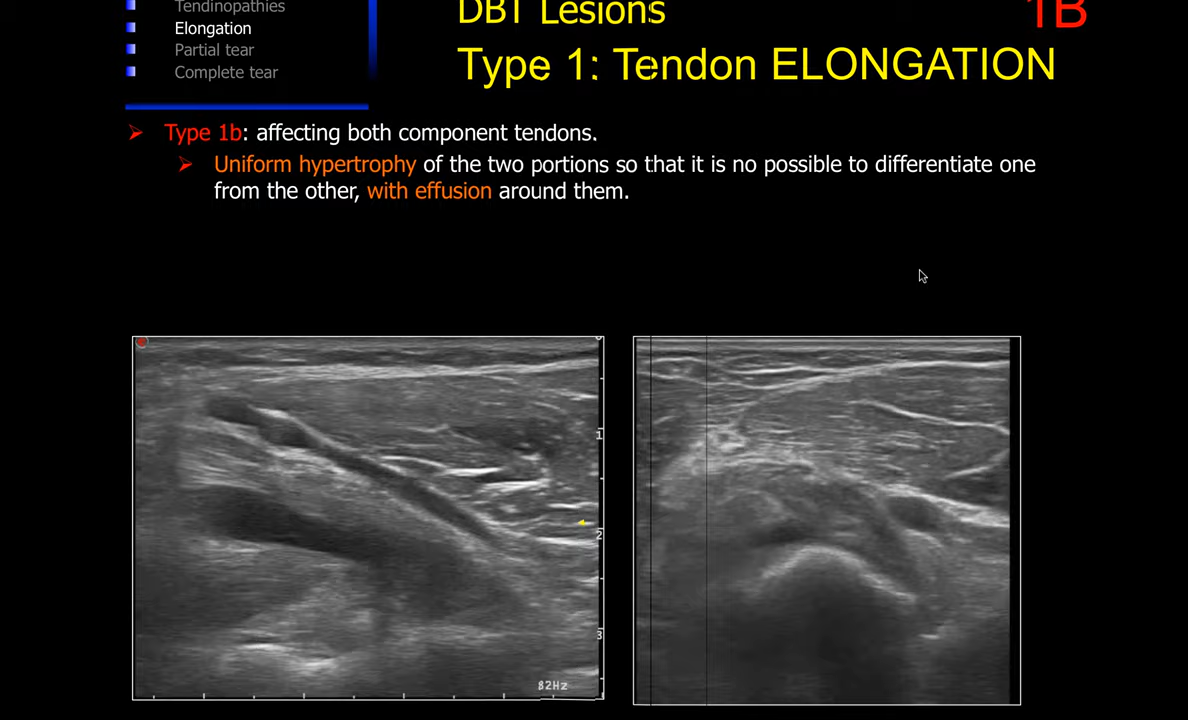 Tendinopathies
Elongation
Partial tear
Complete tear
DBT Lesions
1B
Type 1: Tendon ELONGATION
Type 1b: affecting both component tendons.
Uniform hypertrophy of the two portions so that it is no possible to differentiate one
from the other, with effusion around them.
1
2
3
82Hz